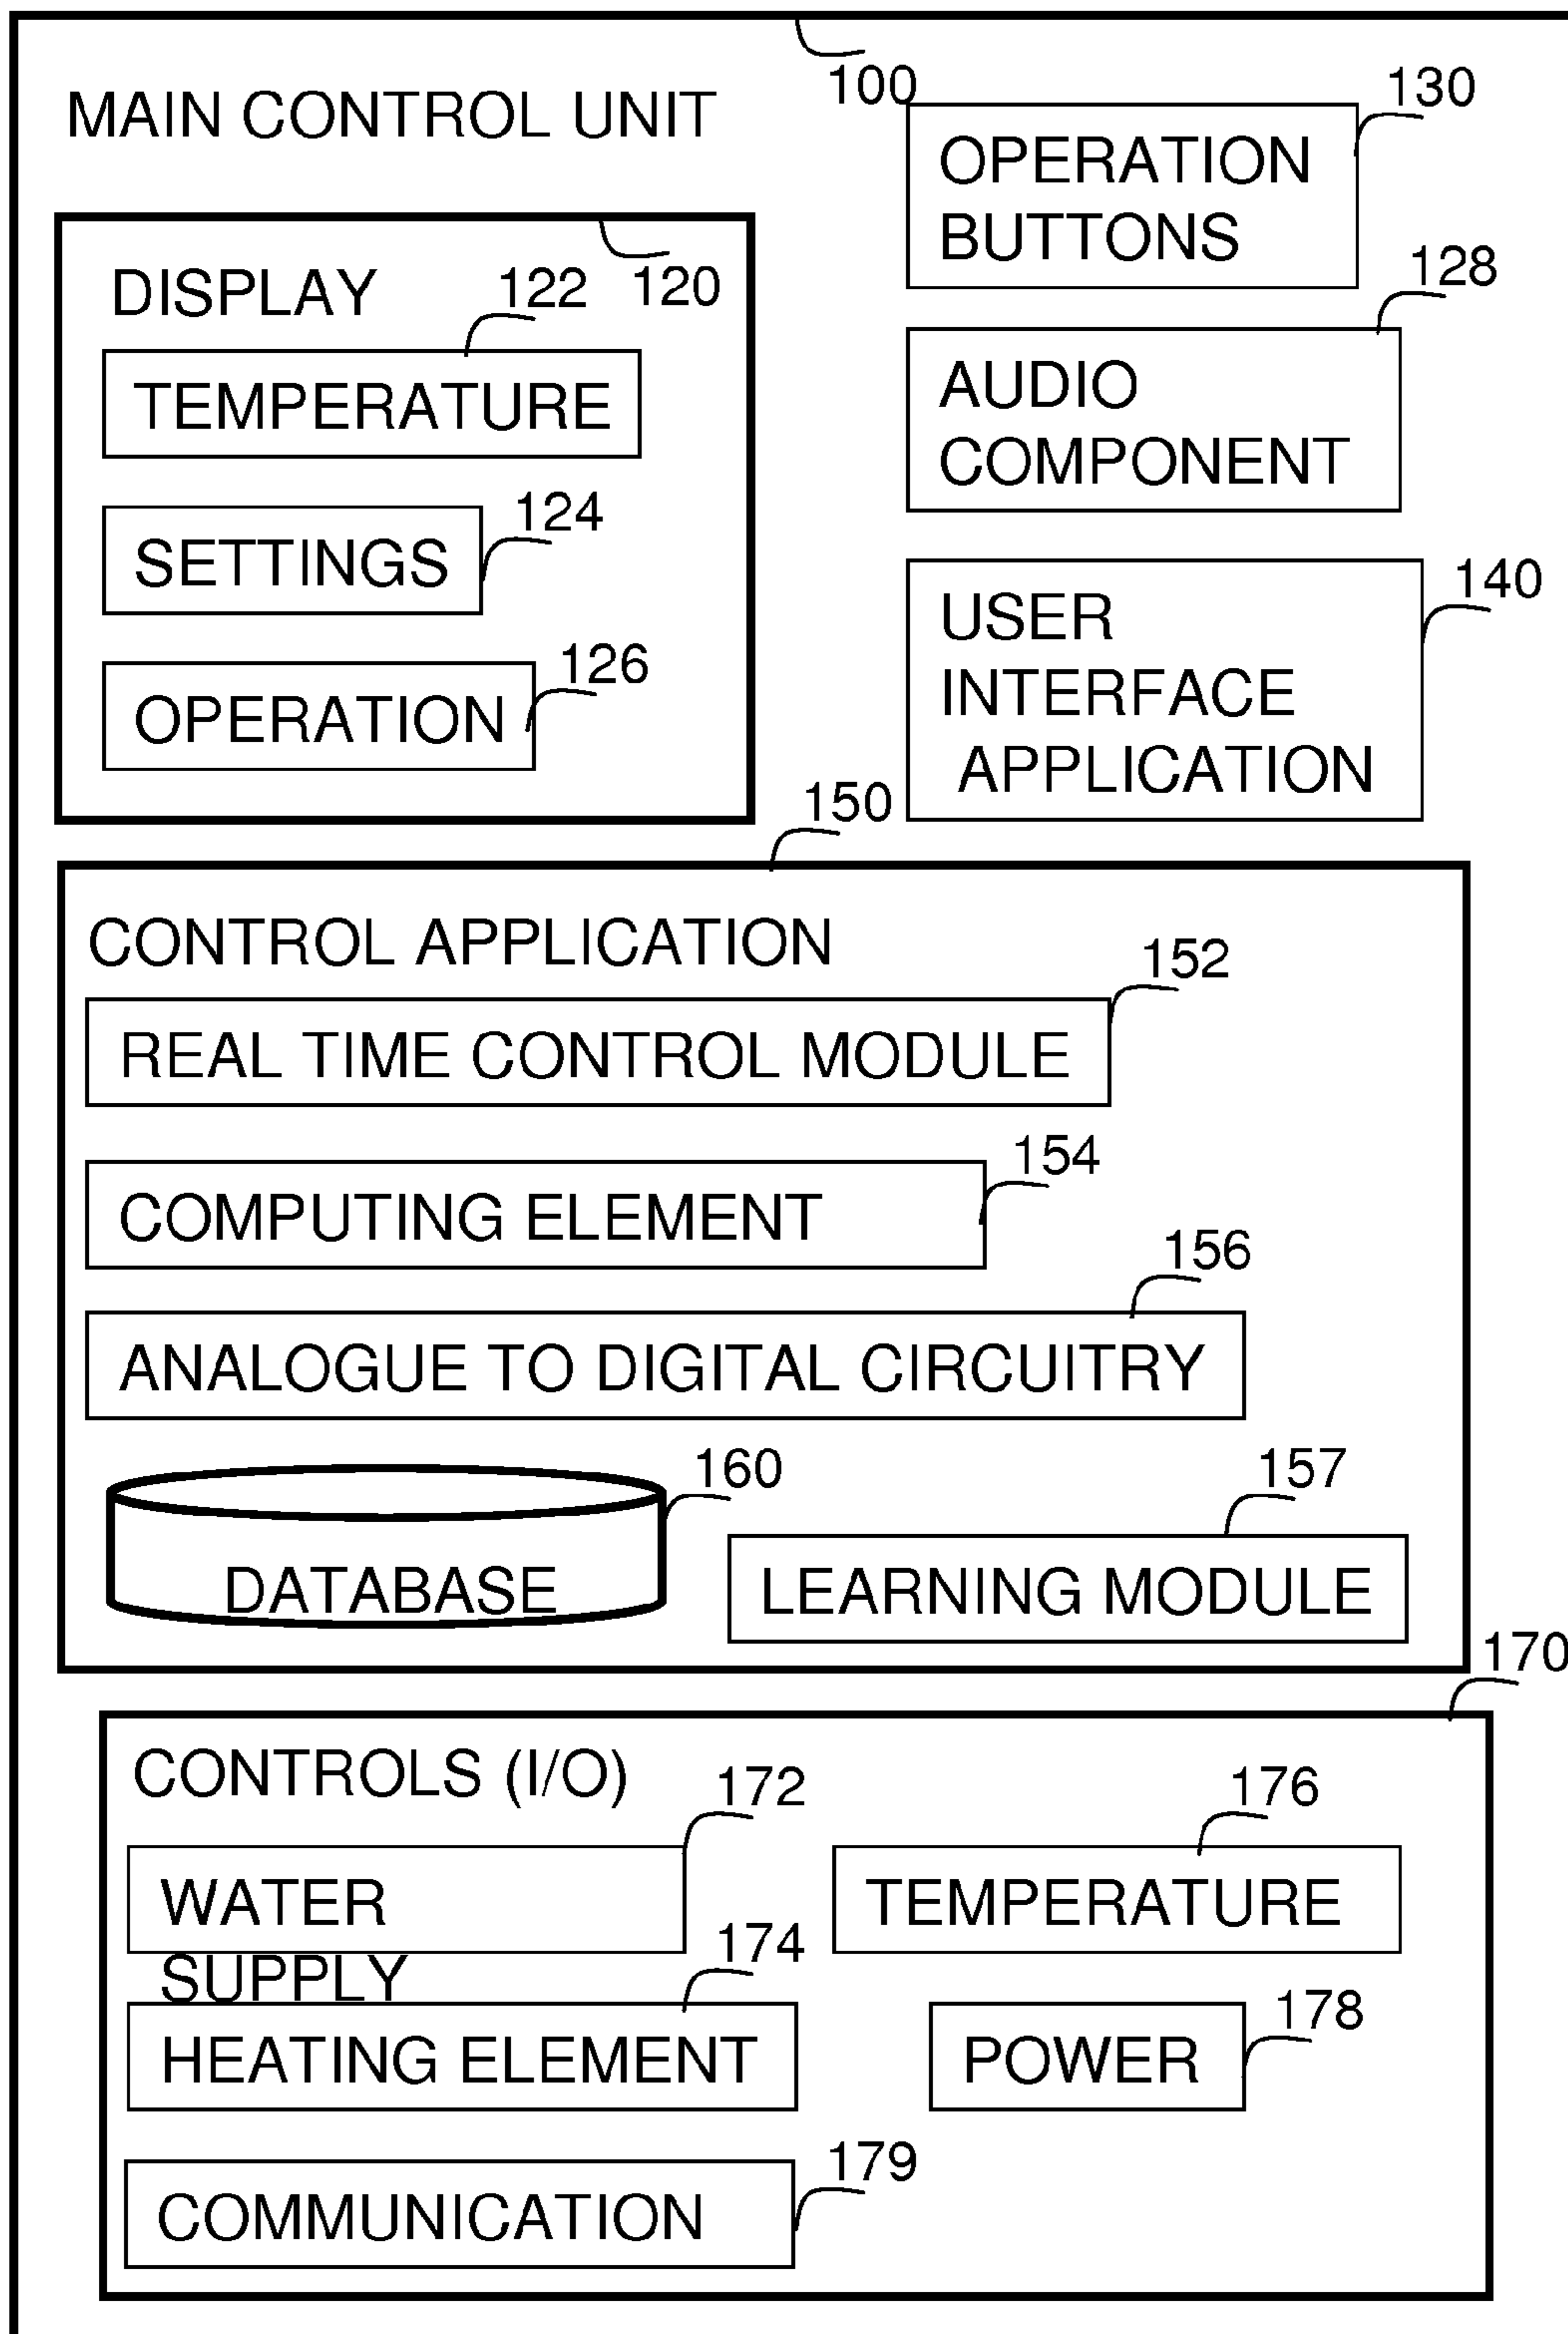 100
MAIN CONTROL UNIT
130
OPERATION
BUTTONS
120
DISPLAY
122
TEMPERATURE
124
SETTINGS
126
OPERATION
128
AUDIO
COMPONENT
140
USER
INTERFACE
APPLICATION
150
CONTROL APPLICATION
152
REAL TIME CONTROL MODULE
154
COMPUTING ELEMENT
156
ANALOGUE TO DIGITAL CIRCUITRY
160
DATABASE
157
LEARNING MODULE
170
CONTROLS (I/O)
172
WATER
SUPPLY
176
TEMPERATURE
174
HEATING ELEMENT
178
POWER
179
COMMUNICATION